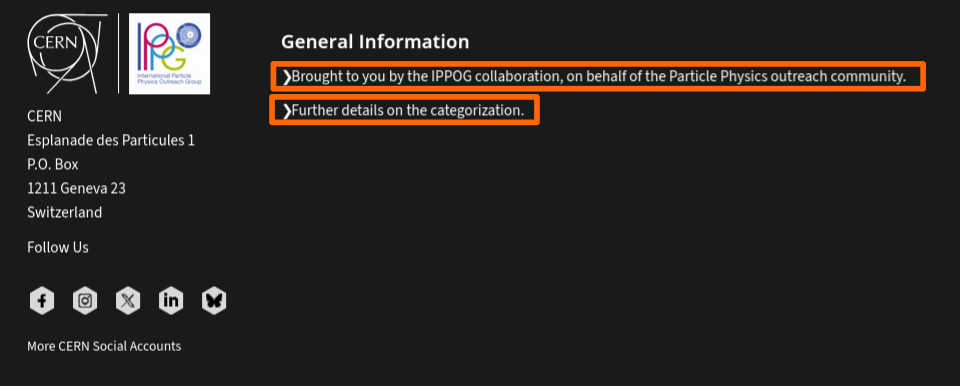 CERN
IPPOG
International Particle
Physics Outreach Group
CERN
Esplanade des Particules 1
P.O. Box
1211 Geneva 23
Switzerland
Follow Us
More CERN Social Accounts
General Information
❯Brought to you by the IPPOG collaboration, on behalf of the Particle Physics outreach community.
❯Further details on the categorization.